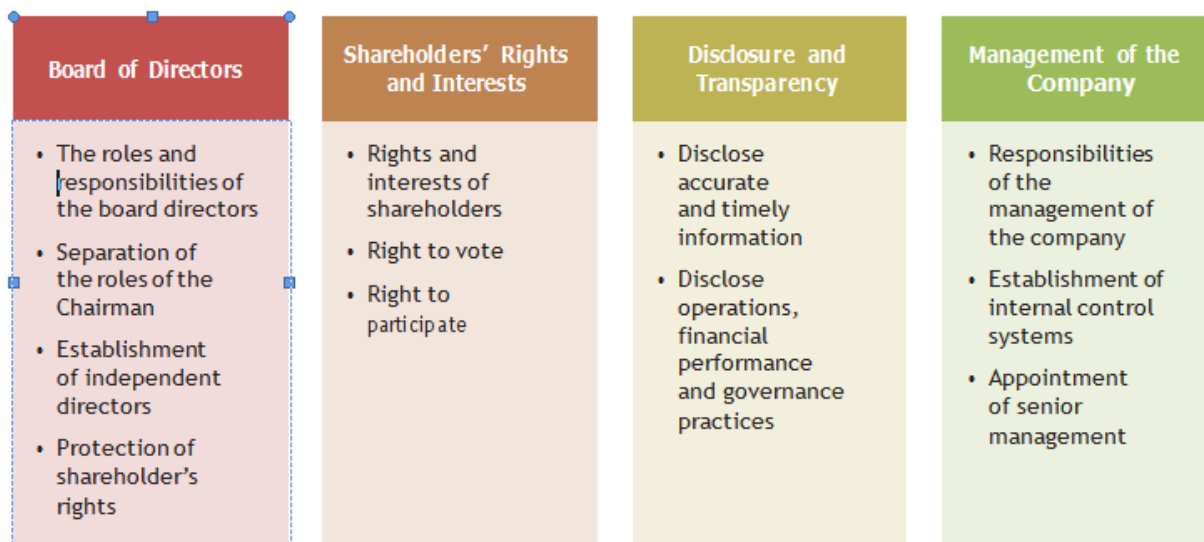 Board of Directors
• The roles and
responsibilities of
the board directors
• Separation of
the roles of the
Chairman
• Establishment
of independent
directors
• Protection of
shareholder's
rights
Shareholders' Rights
and Interests
• Rights and
interests of
shareholders
• Right to vote
• Right to
participate
Disclosure and
Transparency
• Disclose
accurate
and timely
information
• Disclose
operations,
financial
performance
and governance
practices
Management of the
Company
• Responsibilities
of the
management of
the company
• Establishment of
internal control
systems
• Appointment
of senior
management